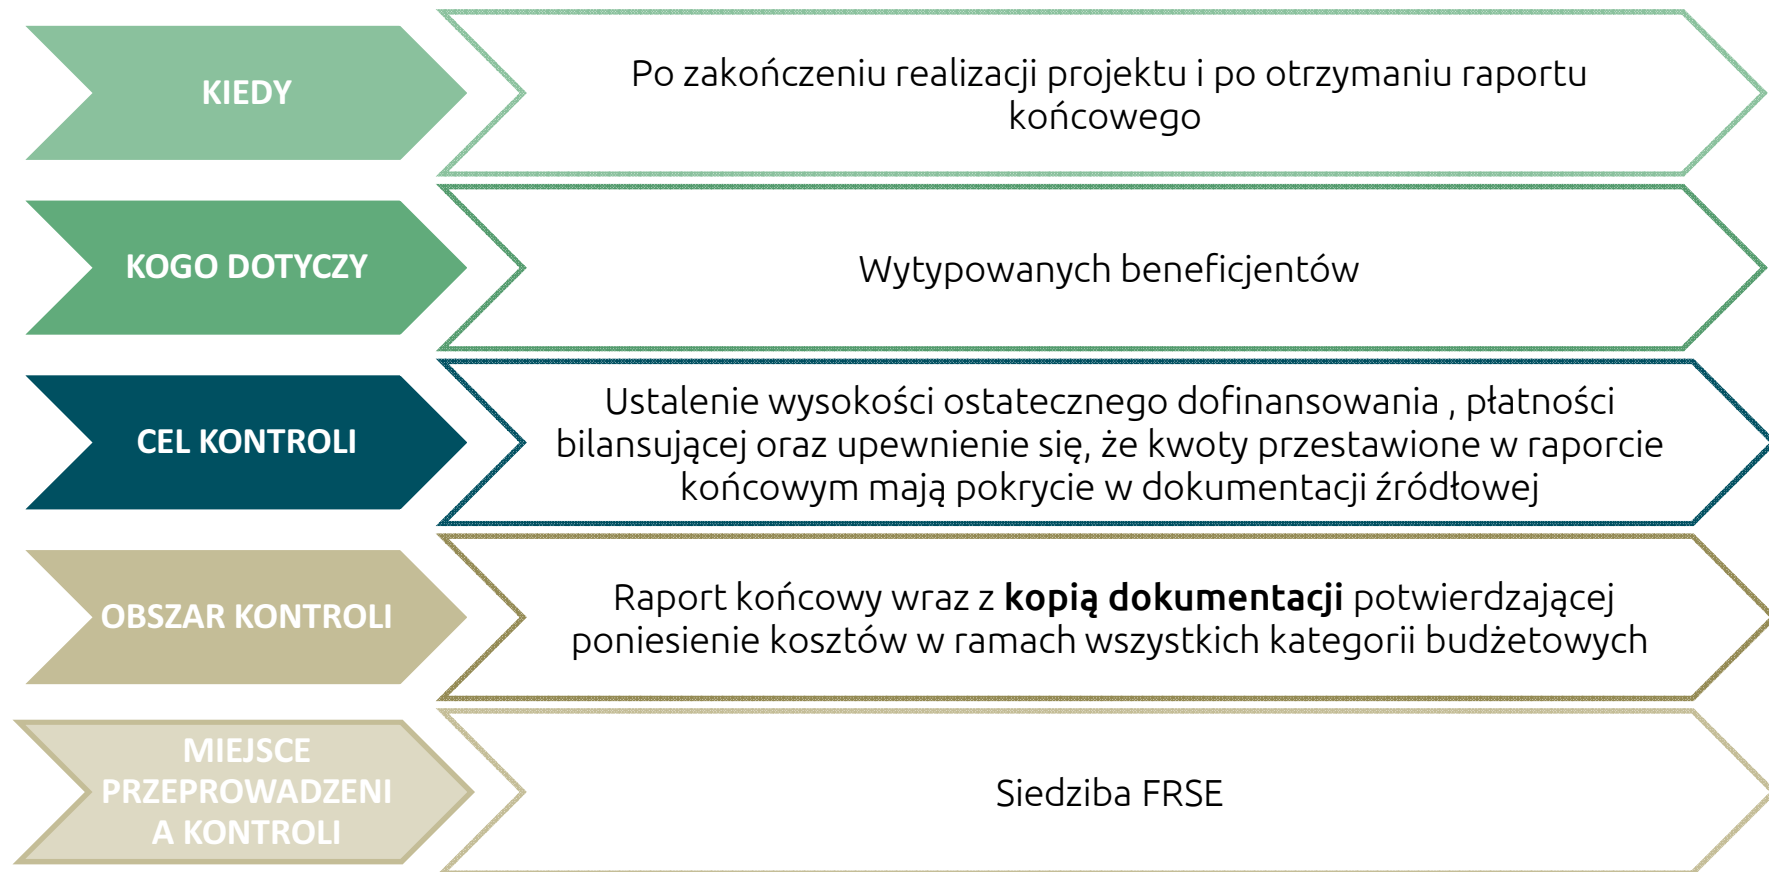 KIEDY
Po zakończeniu realizacji projektu i po otrzymaniu raportu
końcowego
KOGO DOTYCZY
Wytypowanych beneficjentów
CEL KONTROLI
Ustalenie wysokości ostatecznego dofinansowania , płatności
bilansującej oraz upewnienie się, że kwoty przestawione w raporcie
końcowym mają pokrycie w dokumentacji źródłowej
OBSZAR KONTROLI
Raport końcowy wraz z kopią dokumentacji potwierdzającej
poniesienie kosztów w ramach wszystkich kategorii budżetowych
MIEJSCE
PRZEPROWADZENI
A KONTROLI
Siedziba FRSE